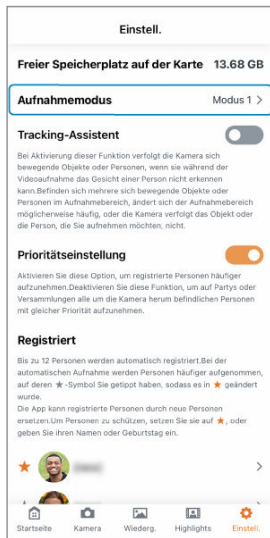 Einstell.
Freier Speicherplatz auf der Karte 13.68 GB
Aufnahmemodus Modus 1 >
Tracking-Assistent
Bei Aktivierung dieser Funktion verfolgt die Kamera sich
bewegende Objekte oder Personen, wenn sie während der
Videoaufnahme das Gesicht einer Person nicht erkennen
kann.Befinden sich mehrere sich bewegende Objekte oder
Personen im Aufnahmebereich, ändert sich der Aufnahmebereich
möglicherweise häufig, oder die Kamera verfolgt das Objekt oder
die Person, die Sie aufnehmen möchten, nicht.
Prioritätseinstellung
Aktivieren Sie diese Option, um registrierte Personen häufiger
aufzunehmen.Deaktivieren Sie diese Funktion, um auf Partys oder
Versammlungen alle um die Kamera herum befindlichen Personen
mit gleicher Priorität aufzunehmen.
Registriert
Bis zu 12 Personen werden automatisch registriert.Bei der
automatischen Aufnahme werden Personen häufiger aufgenommen,
auf deren ★-Symbol Sie getippt haben, sodass es in ★ geändert
wurde.
Die App kann registrierte Personen durch neue Personen
ersetzen.Um Personen zu schützen, setzen Sie sie auf ★, oder
geben Sie ihren Namen oder Geburtstag ein.
Startseite Kamera Wiederg. Highlights Einstell.